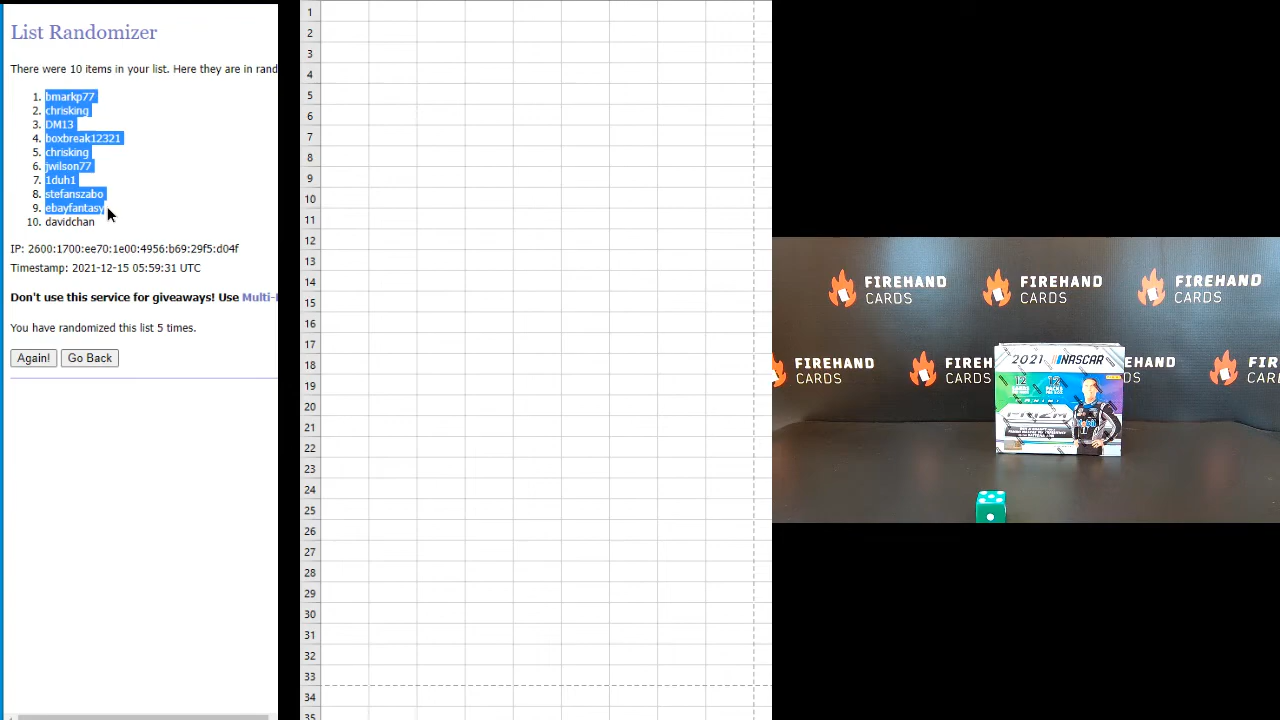 List Randomizer
There were 10 items in your list. Here they are in rand
1. bmarkp77
2. chrisking
3. DM13
4. boxbreak12321
5. chrisking
6. jwilson77
7. 1duh1
8. stefanszabo
9. ebayfantasy
10. davidchan
IP: 2600:1700:ee70:1e00:4956:b69:29f5:d04f
Timestamp: 2021-12-15 05:59:31 UTC
Don't use this service for giveaways! Use Multi-
You have randomized this list 5 times.
Again! Go Back
1
2
3
4
5
6
7
8
9
10
11
12
13
14
15
16
17
18
19
20
21
22
23
24
25
26
27
28
29
30
31
32
33
34
35
FIREHAND CARDS
FIREHAND CARDS
FIREHAND CARDS
FIREHAND CARDS
FIREH
DS
FIREHAND CARDS
2021 NASCAR
12 12
PRIZM